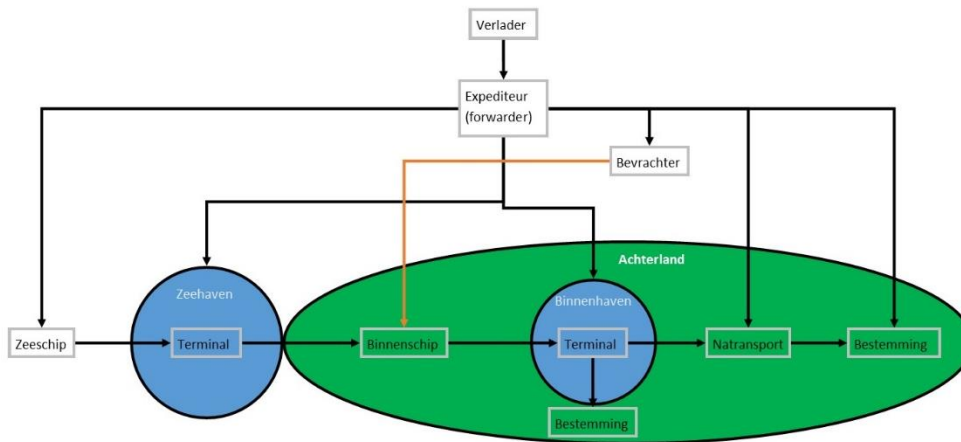 Verlader
Expediteur
(forwarder)
Bevrachter
Achterland
Zeehaven
Binnenhaven
Zeeschip
Terminal
Binnenschip
Terminal
Natransport
Bestemming
Bestemming